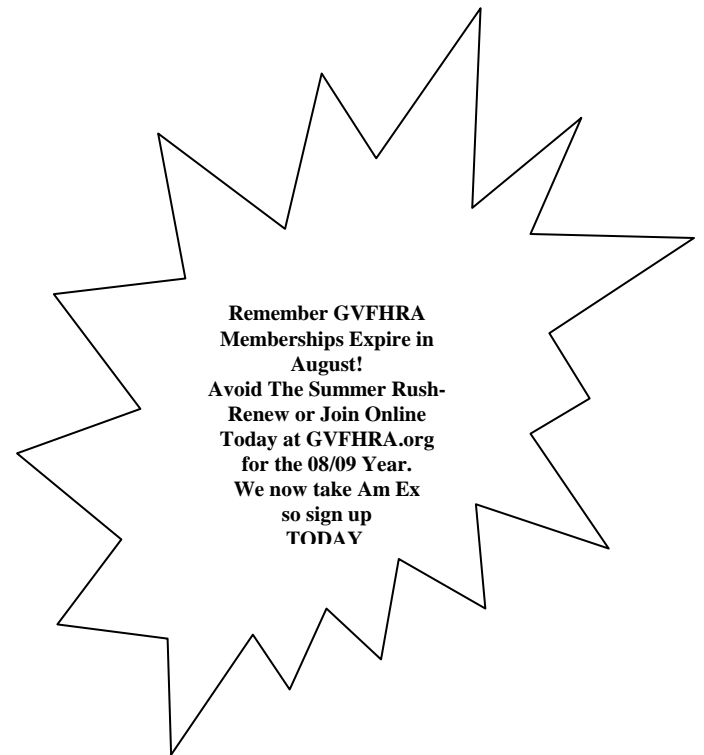 Remember GVFHRA
Memberships Expire in
August!
Avoid The Summer Rush-
Renew or Join Online
Today at GVFHRA.org
for the 08/09 Year.
We now take Am Ex
so sign up
TODAY